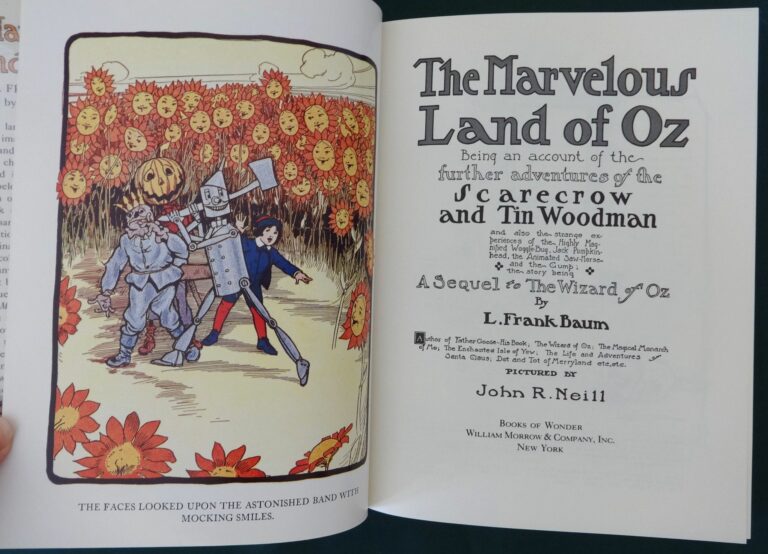 THE FACES LOOKED UPON THE ASTONISHED BAND WITH
MOCKING SMILES.
The Marvelous
Land of Oz
Being an account of the
further adventures of the
Scarecrow
and Tin Woodman
and also the strange ex-
periences of the Highly Mag-
nified Woggle-Bug, Jack Pumpkin-
head, the Animated Saw-Horse
and the Gump;
the story being
A Sequel to The Wizard of Oz
By
L. Frank Baum
Author of Father Goose-His Book; The Wizard of Oz; The Magical Monarch
of Mo; The Enchanted Isle of Yew; The Life and Adventures of
Santa Claus; Dot and Tot of Merryland etc. etc.
PICTURED BY
John R. Neill
BOOKS OF WONDER
WILLIAM MORROW & COMPANY, INC.
NEW YORK